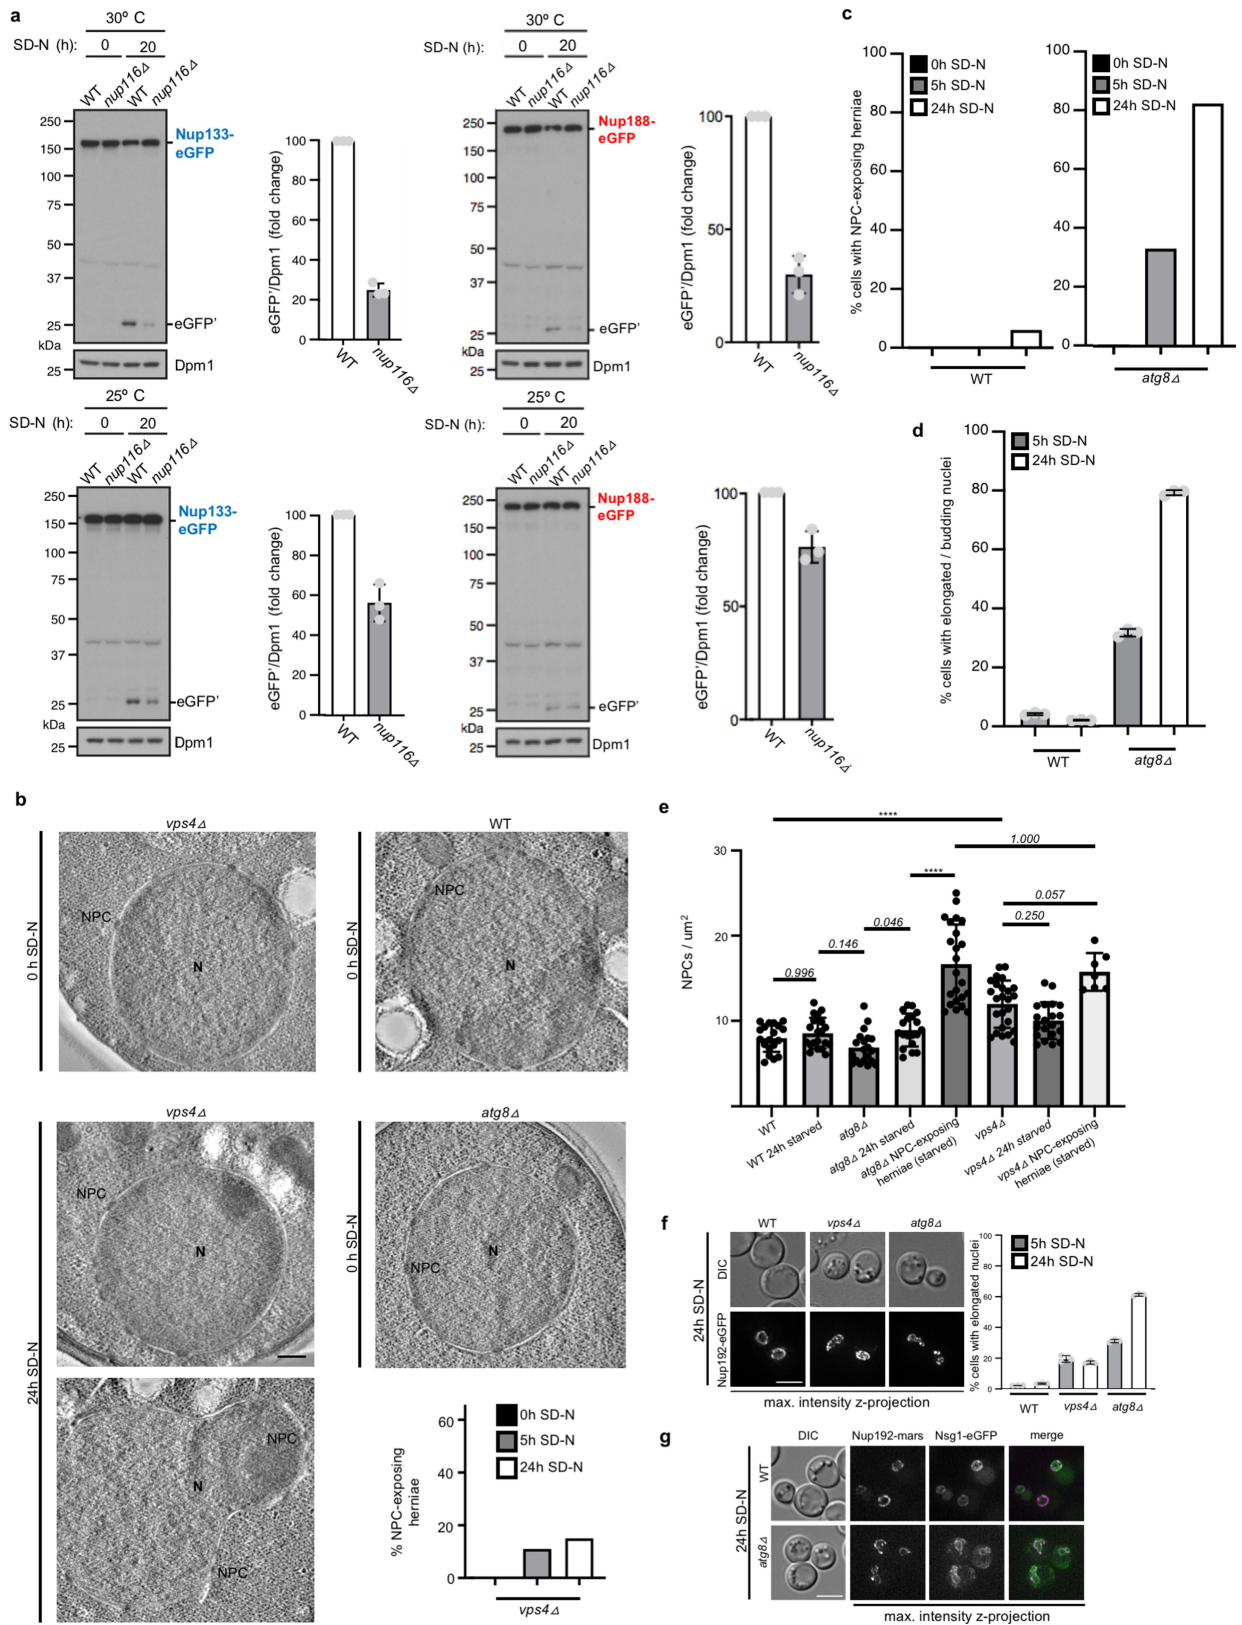 a
30º C
SD-N (h):
0
20
WT
nup116Δ
WT
nup116Δ
250
150
100
75
50
37
25
kDa
25
Nup133-
eGFP
eGFP'
Dpm1
eGFP'/Dpm1 (fold change)
100
80
60
40
20
0
WT
nup116Δ
30º C
SD-N (h):
0
20
WT
nup116Δ
WT
nup116Δ
250
150
100
75
50
37
25
kDa
25
Nup188-
eGFP
eGFP'
Dpm1
eGFP'/Dpm1 (fold change)
100
50
0
WT
nup116Δ
25º C
SD-N (h):
0
20
WT
nup116Δ
WT
nup116Δ
250
150
100
75
50
37
25
kDa
25
Nup133-
eGFP
eGFP'
Dpm1
eGFP'/Dpm1 (fold change)
100
80
60
40
20
0
WT
nup116Δ
25º C
SD-N (h):
0
20
WT
nup116Δ
WT
nup116Δ
250
150
100
75
50
37
25
kDa
25
Nup188-
eGFP
eGFP'
Dpm1
eGFP'/Dpm1 (fold change)
100
50
0
WT
nup116Δ
b
vps4Δ
0 h SD-N
NPC
N
WT
0 h SD-N
NPC
N
vps4Δ
24h SD-N
NPC
N
NPC
N
NPC
atg8Δ
0 h SD-N
NPC
N
% NPC-exposing
herniae
60
40
20
0
0h SD-N
5h SD-N
24h SD-N
vps4Δ
c
% cells with NPC-exposing herniae
100
80
60
40
20
0
0h SD-N
5h SD-N
24h SD-N
WT
100
80
60
40
20
0
0h SD-N
5h SD-N
24h SD-N
atg8Δ
d
% cells with elongated / budding nuclei
100
80
60
40
20
0
5h SD-N
24h SD-N
WT
atg8Δ
e
NPCs / um²
30
20
10
****
1.000
****
0.057
0.046
0.250
0.146
0.996
WT
WT 24h starved
atg8Δ
atg8Δ 24h starved
atg8Δ NPC-exposing
herniae (starved)
vps4Δ
vps4Δ 24h starved
vps4Δ NPC-exposing
herniae (starved)
f
WT
vps4Δ
atg8Δ
24h SD-N
DIC
Nup192-eGFP
max. intensity z-projection
% cells with elongated nuclei
100
80
60
40
20
0
5h SD-N
24h SD-N
WT
vps4Δ
atg8Δ
g
DIC
Nup192-mars
Nsg1-eGFP
merge
24h SD-N
WT
atg8Δ
max. intensity z-projection